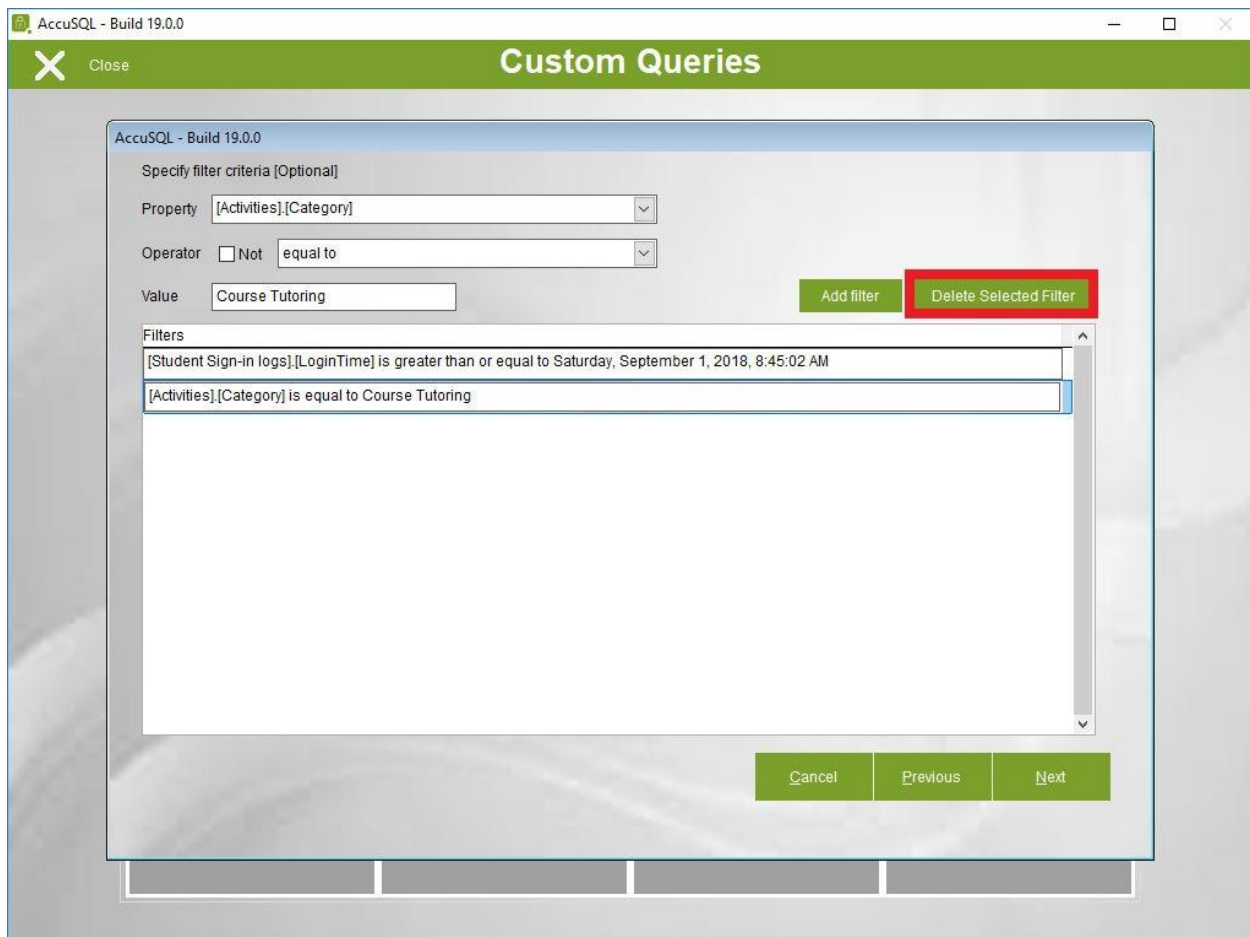 AccuSQL - Build 19.0.0
Close
Custom Queries
AccuSQL - Build 19.0.0
Specify filter criteria [Optional]
Property [Activities].[Category]
Operator Not equal to
Value Course Tutoring Add filter Delete Selected Filter
Filters
[Student Sign-in logs].[LoginTime] is greater than or equal to Saturday, September 1, 2018, 8:45:02 AM
[Activities].[Category] is equal to Course Tutoring
Cancel Previous Next